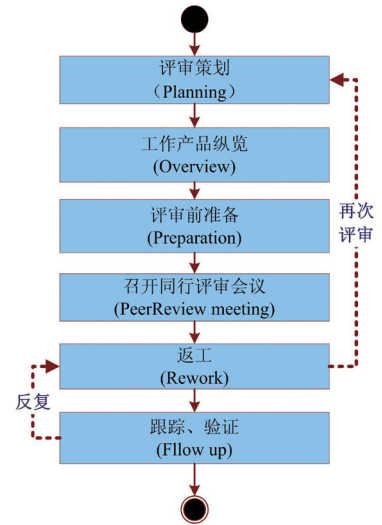 评审策划
（Planning）
工作产品纵览
(Overview)
评审前准备
(Preparation)
再次
评审
召开同行评审会议
(PeerReview meeting)
返工
(Rework)
反复
跟踪、验证
(Fllow up)